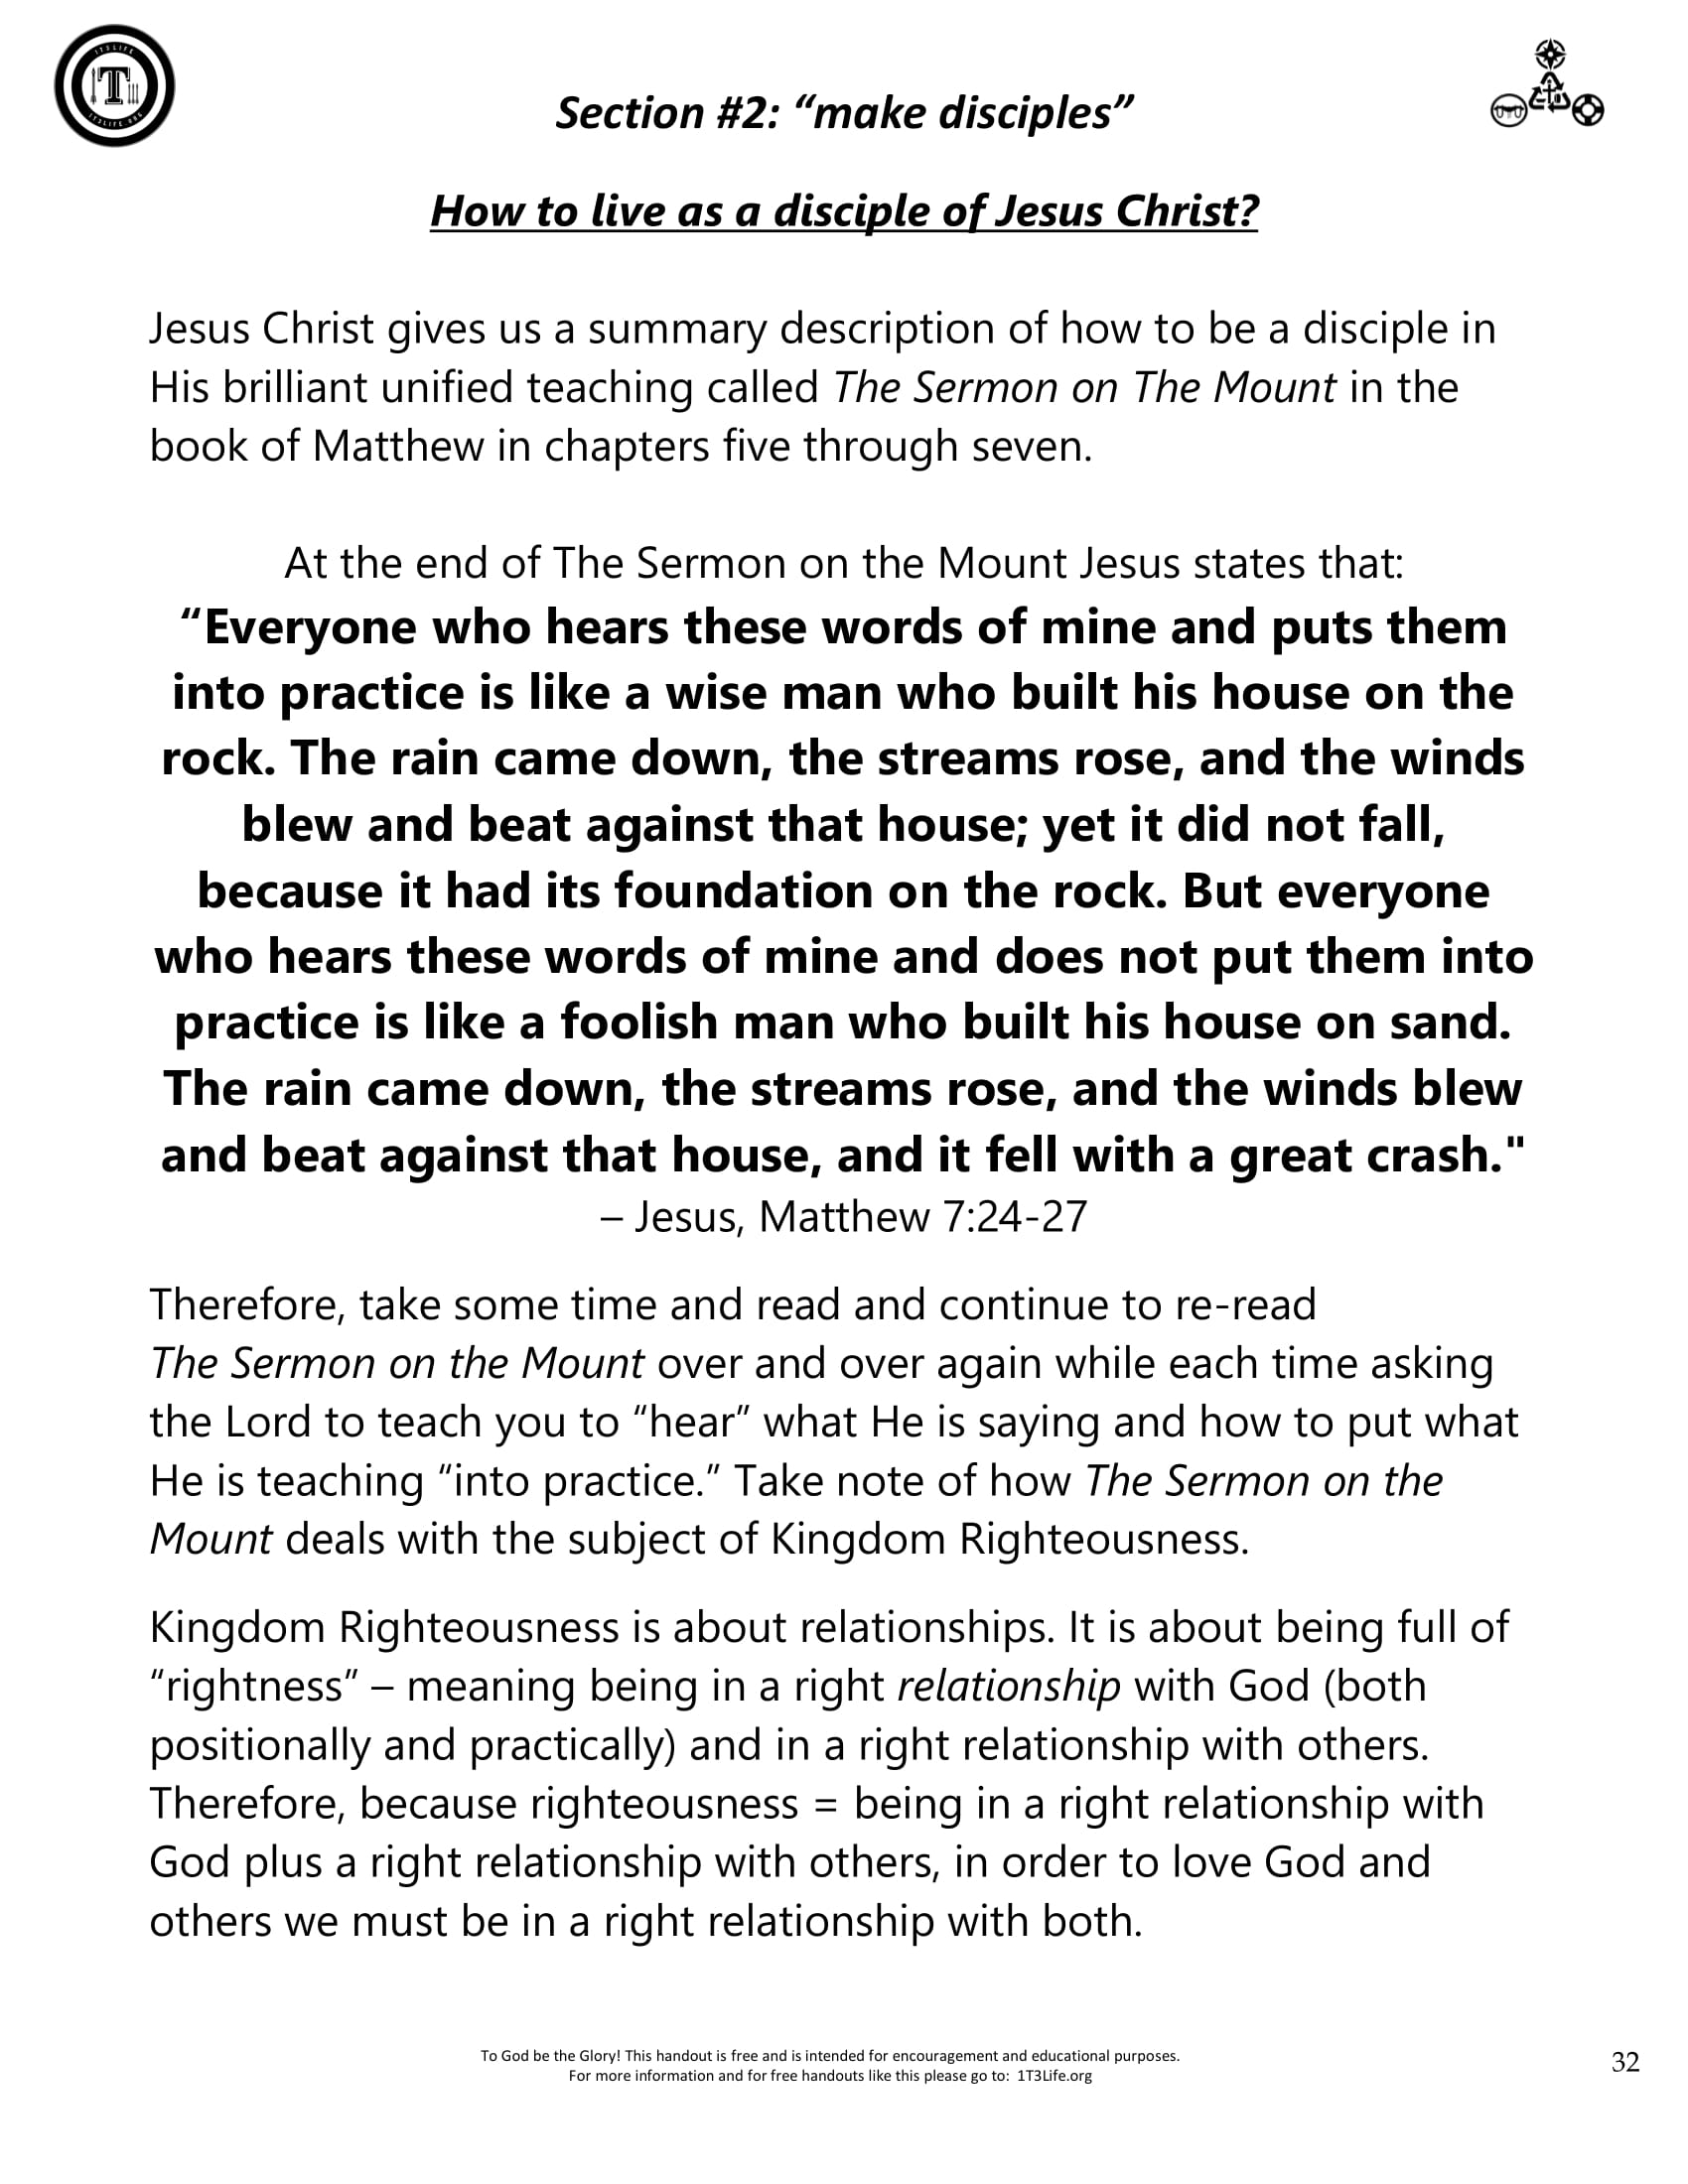 1T3LIFE
T
1T3LIFE.ORG
Section #2: “make disciples”
How to live as a disciple of Jesus Christ?
Jesus Christ gives us a summary description of how to be a disciple in
His brilliant unified teaching called The Sermon on The Mount in the
book of Matthew in chapters five through seven.
At the end of The Sermon on the Mount Jesus states that:
“Everyone who hears these words of mine and puts them
into practice is like a wise man who built his house on the
rock. The rain came down, the streams rose, and the winds
blew and beat against that house; yet it did not fall,
because it had its foundation on the rock. But everyone
who hears these words of mine and does not put them into
practice is like a foolish man who built his house on sand.
The rain came down, the streams rose, and the winds blew
and beat against that house, and it fell with a great crash."
– Jesus, Matthew 7:24-27
Therefore, take some time and read and continue to re-read
The Sermon on the Mount over and over again while each time asking
the Lord to teach you to “hear” what He is saying and how to put what
He is teaching “into practice.” Take note of how The Sermon on the
Mount deals with the subject of Kingdom Righteousness.
Kingdom Righteousness is about relationships. It is about being full of
“rightness” – meaning being in a right relationship with God (both
positionally and practically) and in a right relationship with others.
Therefore, because righteousness = being in a right relationship with
God plus a right relationship with others, in order to love God and
others we must be in a right relationship with both.
To God be the Glory! This handout is free and is intended for encouragement and educational purposes.
For more information and for free handouts like this please go to: 1T3Life.org
32